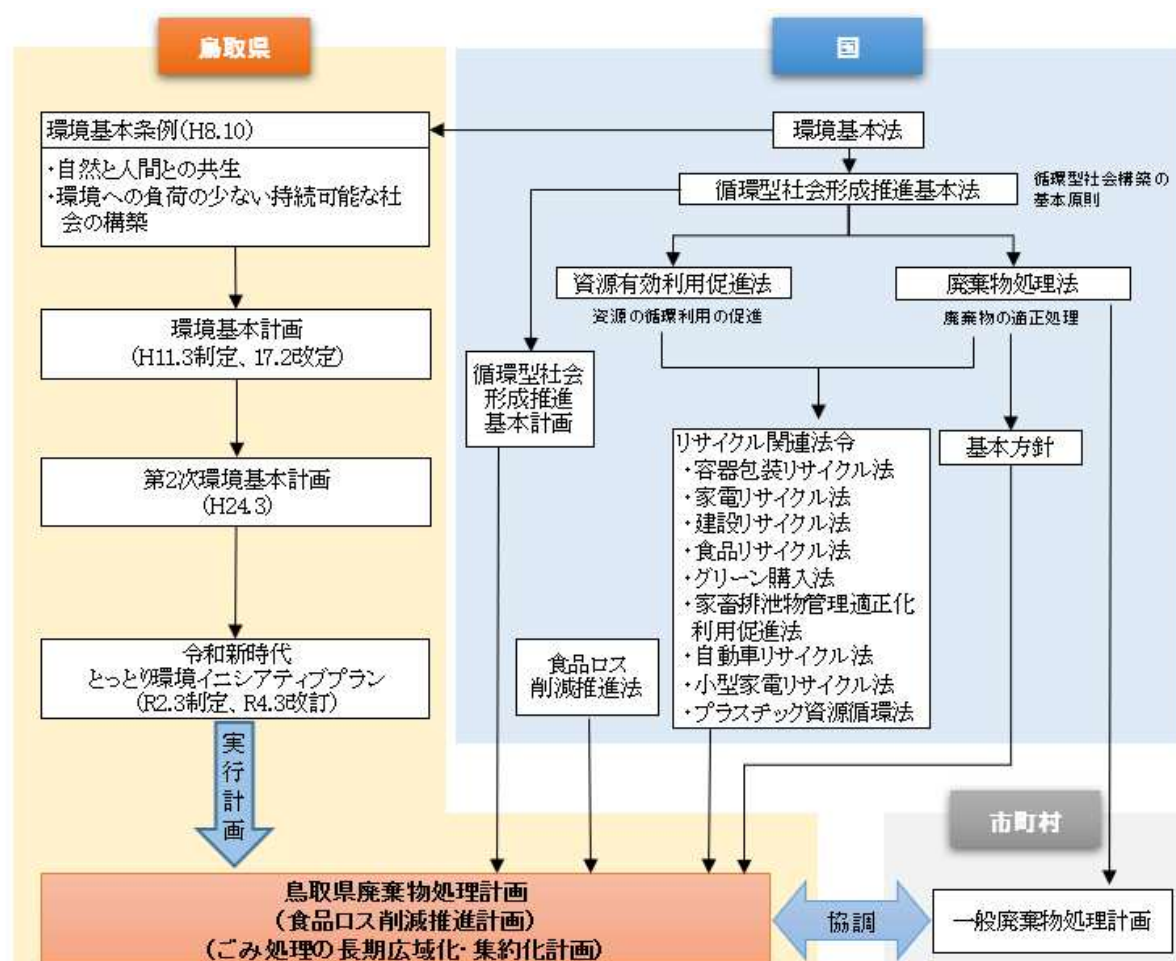 鳥取県
環境基本条例(H8.10)
・自然と人間との共生
・環境への負荷の少ない持続可能な社
会の構築
環境基本計画
(H11.3制定、17.2改定)
第2次環境基本計画
(H24.3)
令和新時代
とっとり環境イニシアティブプラン
(R2.3制定、R4.3改訂)
実行計画
国
環境基本法
循環型社会形成推進基本法
循環型社会構築の
基本原則
資源有効利用促進法
資源の循環利用の促進
廃棄物処理法
廃棄物の適正処理
循環型社会
形成推進
基本計画
リサイクル関連法令
・容器包装リサイクル法
・家電リサイクル法
・建設リサイクル法
・食品リサイクル法
・グリーン購入法
・家畜排泄物管理適正化
利用促進法
・自動車リサイクル法
・小型家電リサイクル法
・プラスチック資源循環法
基本方針
食品ロス
削減推進法
市町村
鳥取県廃棄物処理計画
(食品ロス削減推進計画)
(ごみ処理の長期広域化・集約化計画)
協調
一般廃棄物処理計画